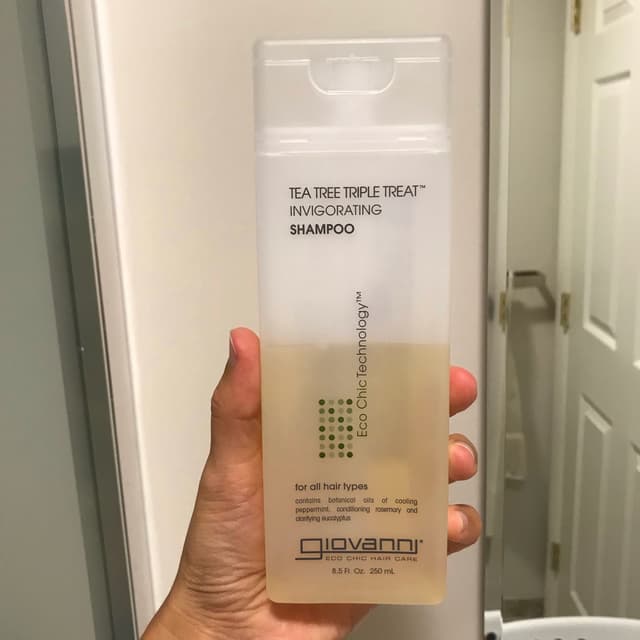 TEA TREE TRIPLE TREAT™
INVIGORATING
SHAMPOO
Eco Chic Technology™
for all hair types
contains botanical oils of cooling
peppermint, conditioning rosemary and
clarifying eucalyptus
giovanni®
ECO CHIC HAIR CARE
8.5 Fl. Oz. 250 mL